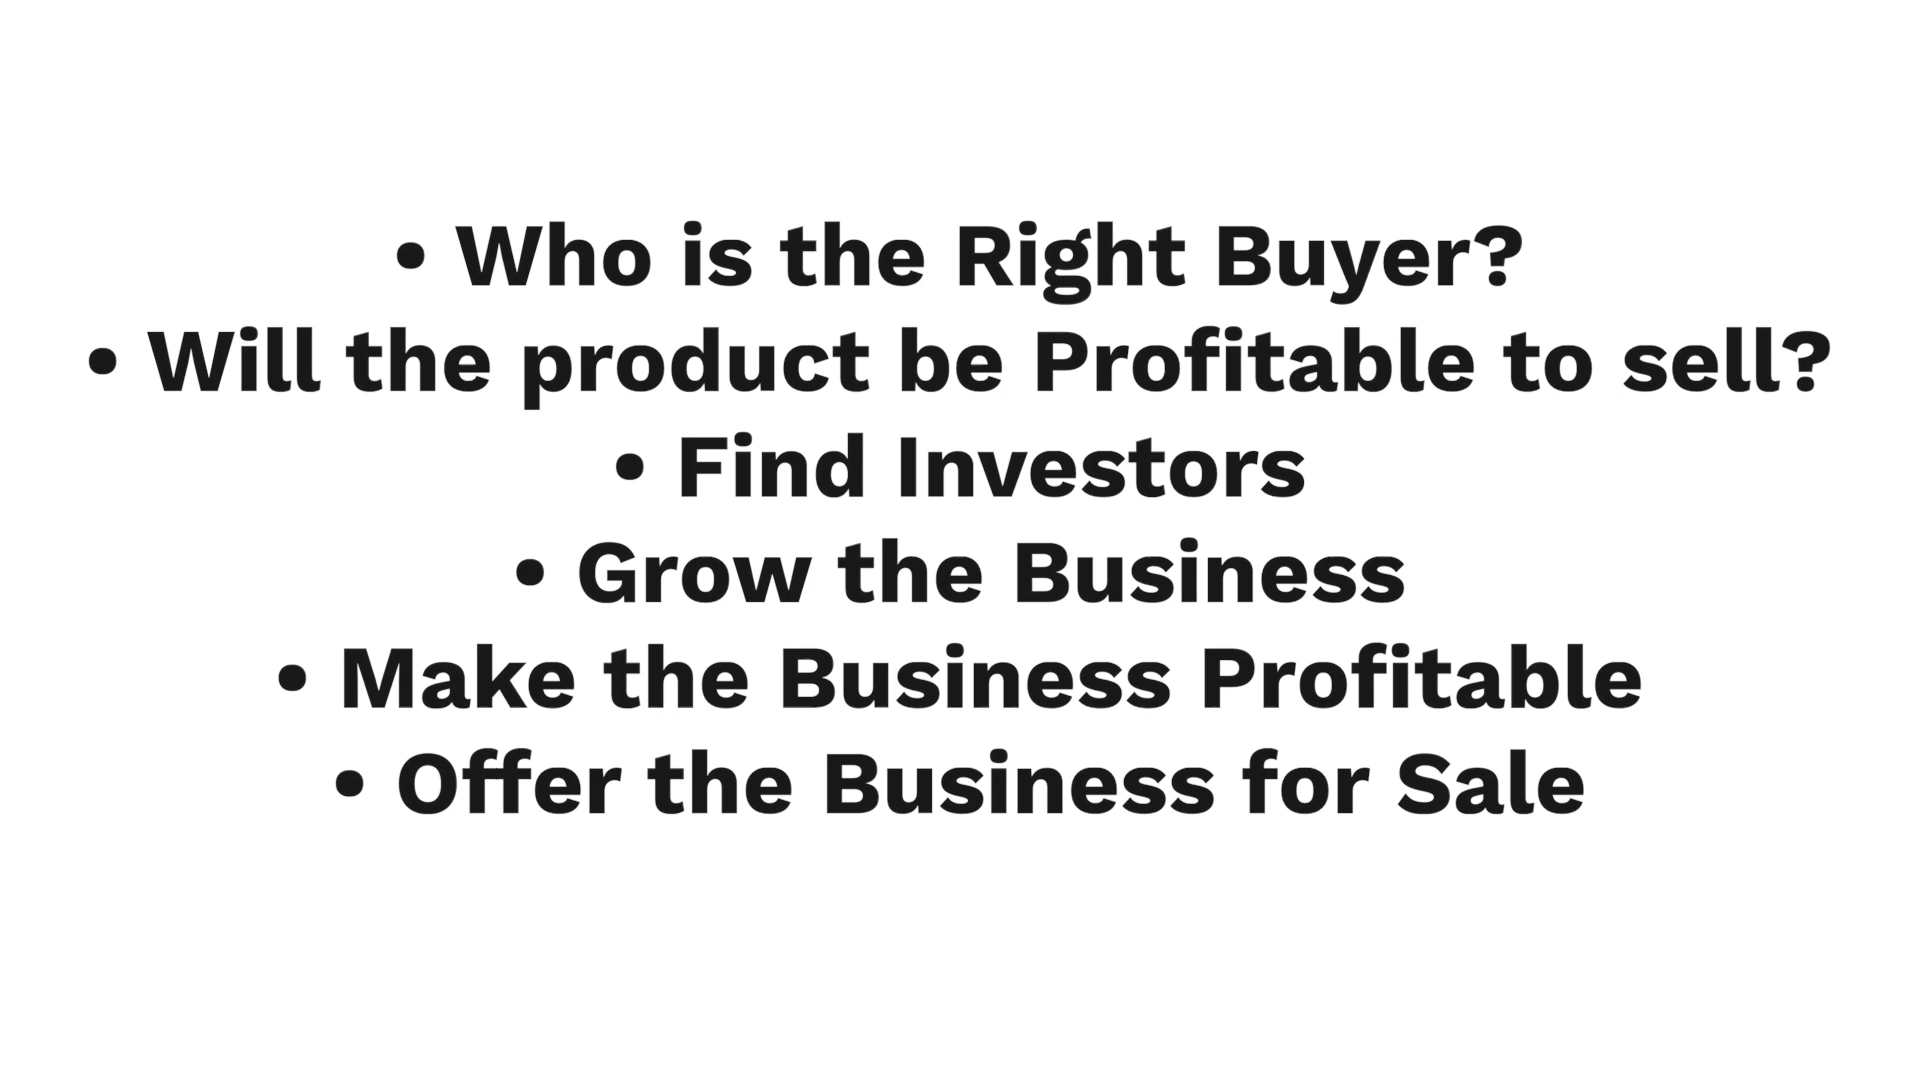 • Who is the Right Buyer?
• Will the product be Profitable to sell?
• Find Investors
• Grow the Business
• Make the Business Profitable
• Offer the Business for Sale